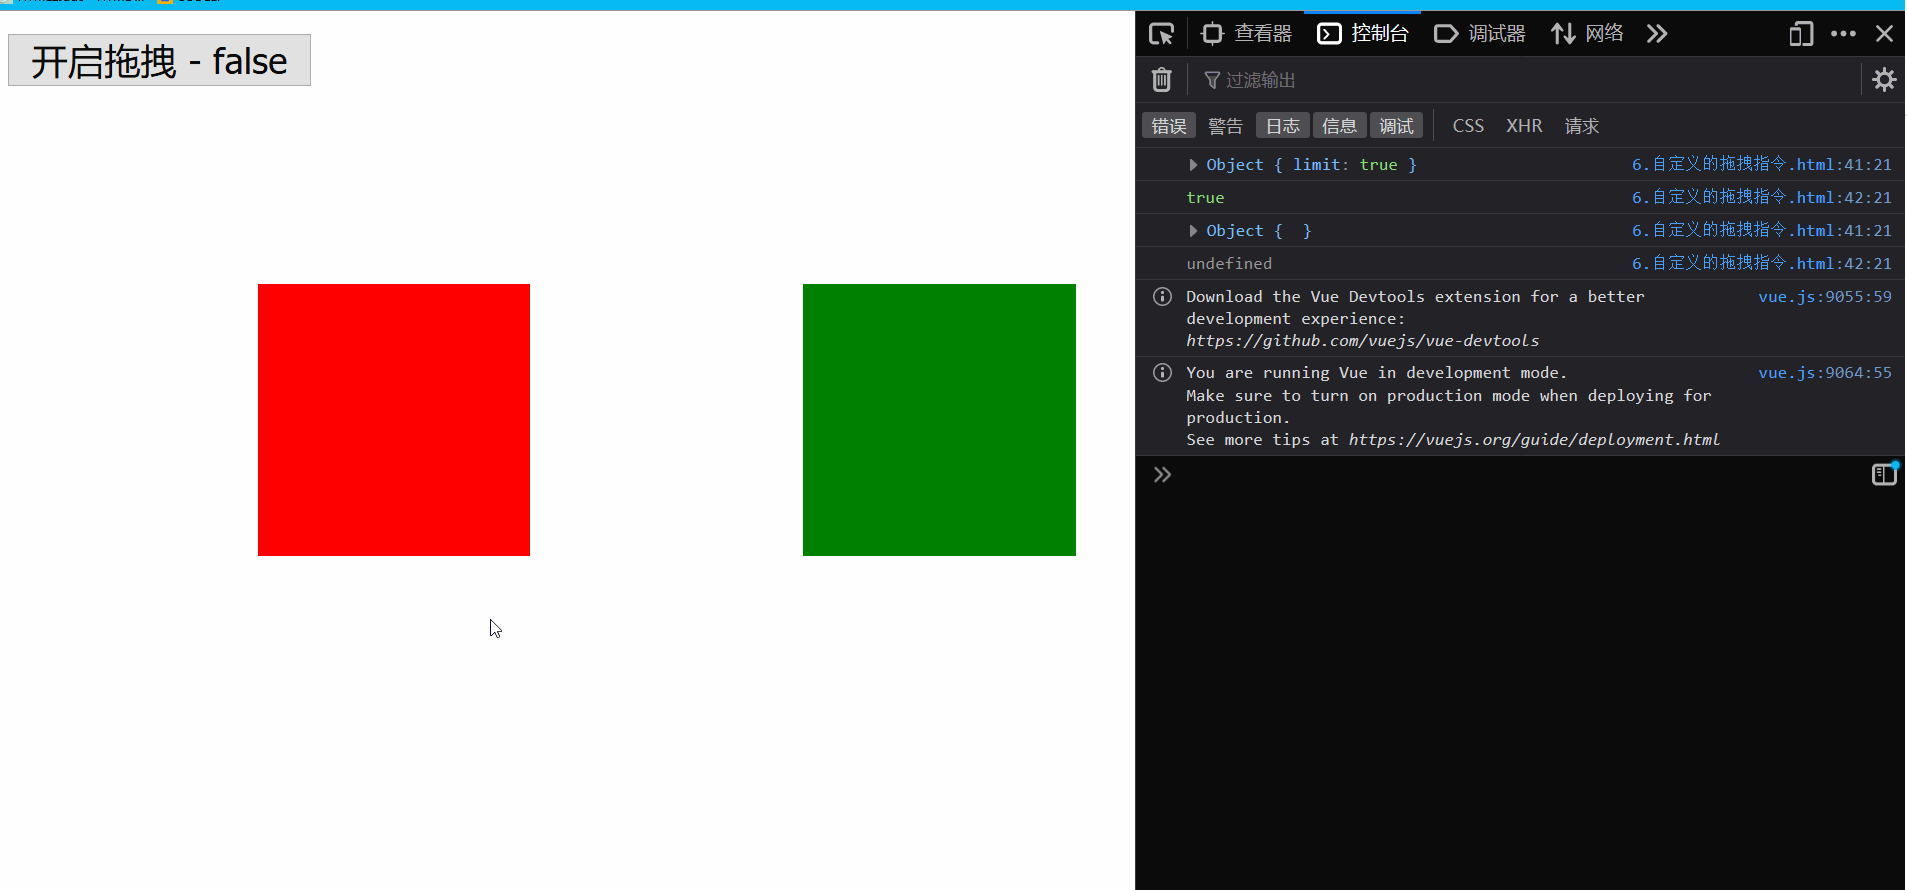 开启拖拽 - false
查看器
控制台
调试器
网络
过滤输出
错误
警告
日志
信息
调试
CSS
XHR
请求
Object { limit: true } 6.自定义的拖拽指令.html:41:21
true 6.自定义的拖拽指令.html:42:21
Object { } 6.自定义的拖拽指令.html:41:21
undefined 6.自定义的拖拽指令.html:42:21
Download the Vue Devtools extension for a better vue.js:9055:59
development experience:
https://github.com/vuejs/vue-devtools
You are running Vue in development mode. vue.js:9064:55
Make sure to turn on production mode when deploying for
production.
See more tips at https://vuejs.org/guide/deployment.html